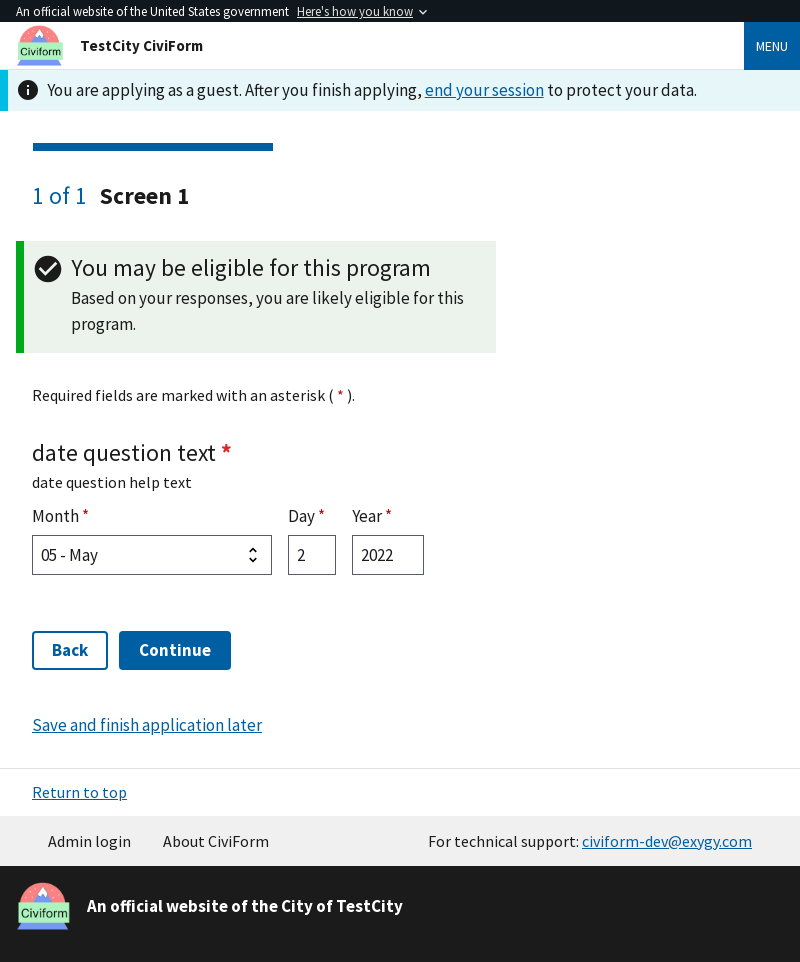 An official website of the United States government Here's how you know
Civiform
TestCity CiviForm
MENU
You are applying as a guest. After you finish applying, end your session to protect your data.
1 of 1 Screen 1
You may be eligible for this program
Based on your responses, you are likely eligible for this
program.
Required fields are marked with an asterisk ( * ).
date question text *
date question help text
Month * Day * Year *
05 - May 2 2022
Back Continue
Save and finish application later
Return to top
Admin login About CiviForm For technical support: civiform-dev@exygy.com
Civiform
An official website of the City of TestCity